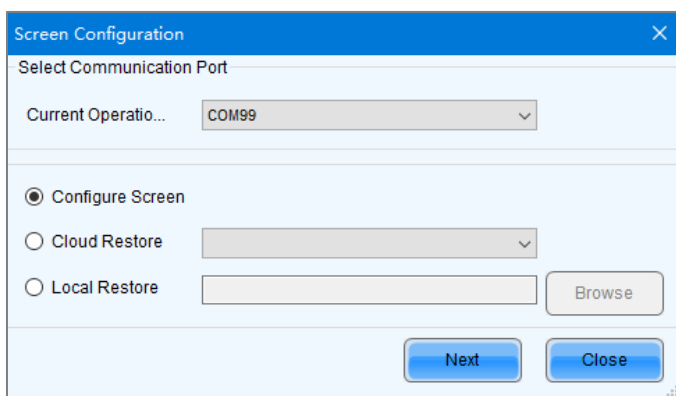 Screen Configuration
Select Communication Port
Current Operatio... COM99
Configure Screen
Cloud Restore
Local Restore Browse
Next Close